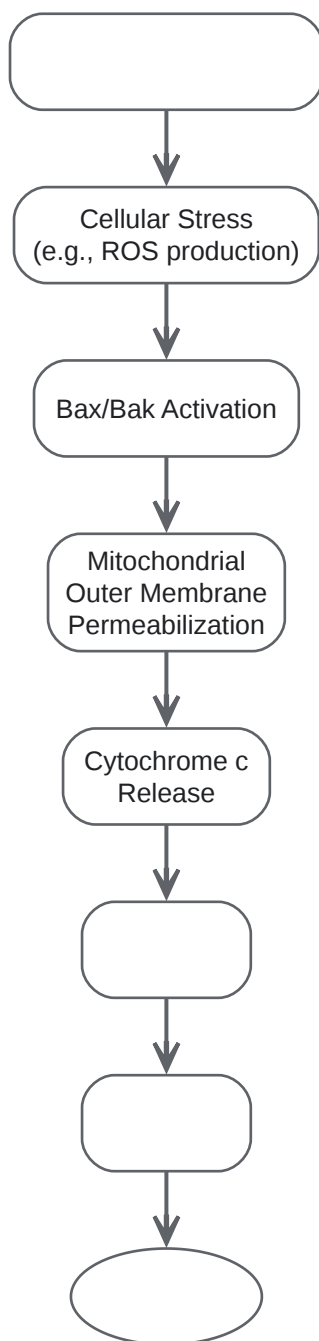 Cellular Stress
(e.g., ROS production)
Bax/Bak Activation
Mitochondrial
Outer Membrane
Permeabilization
Cytochrome c
Release